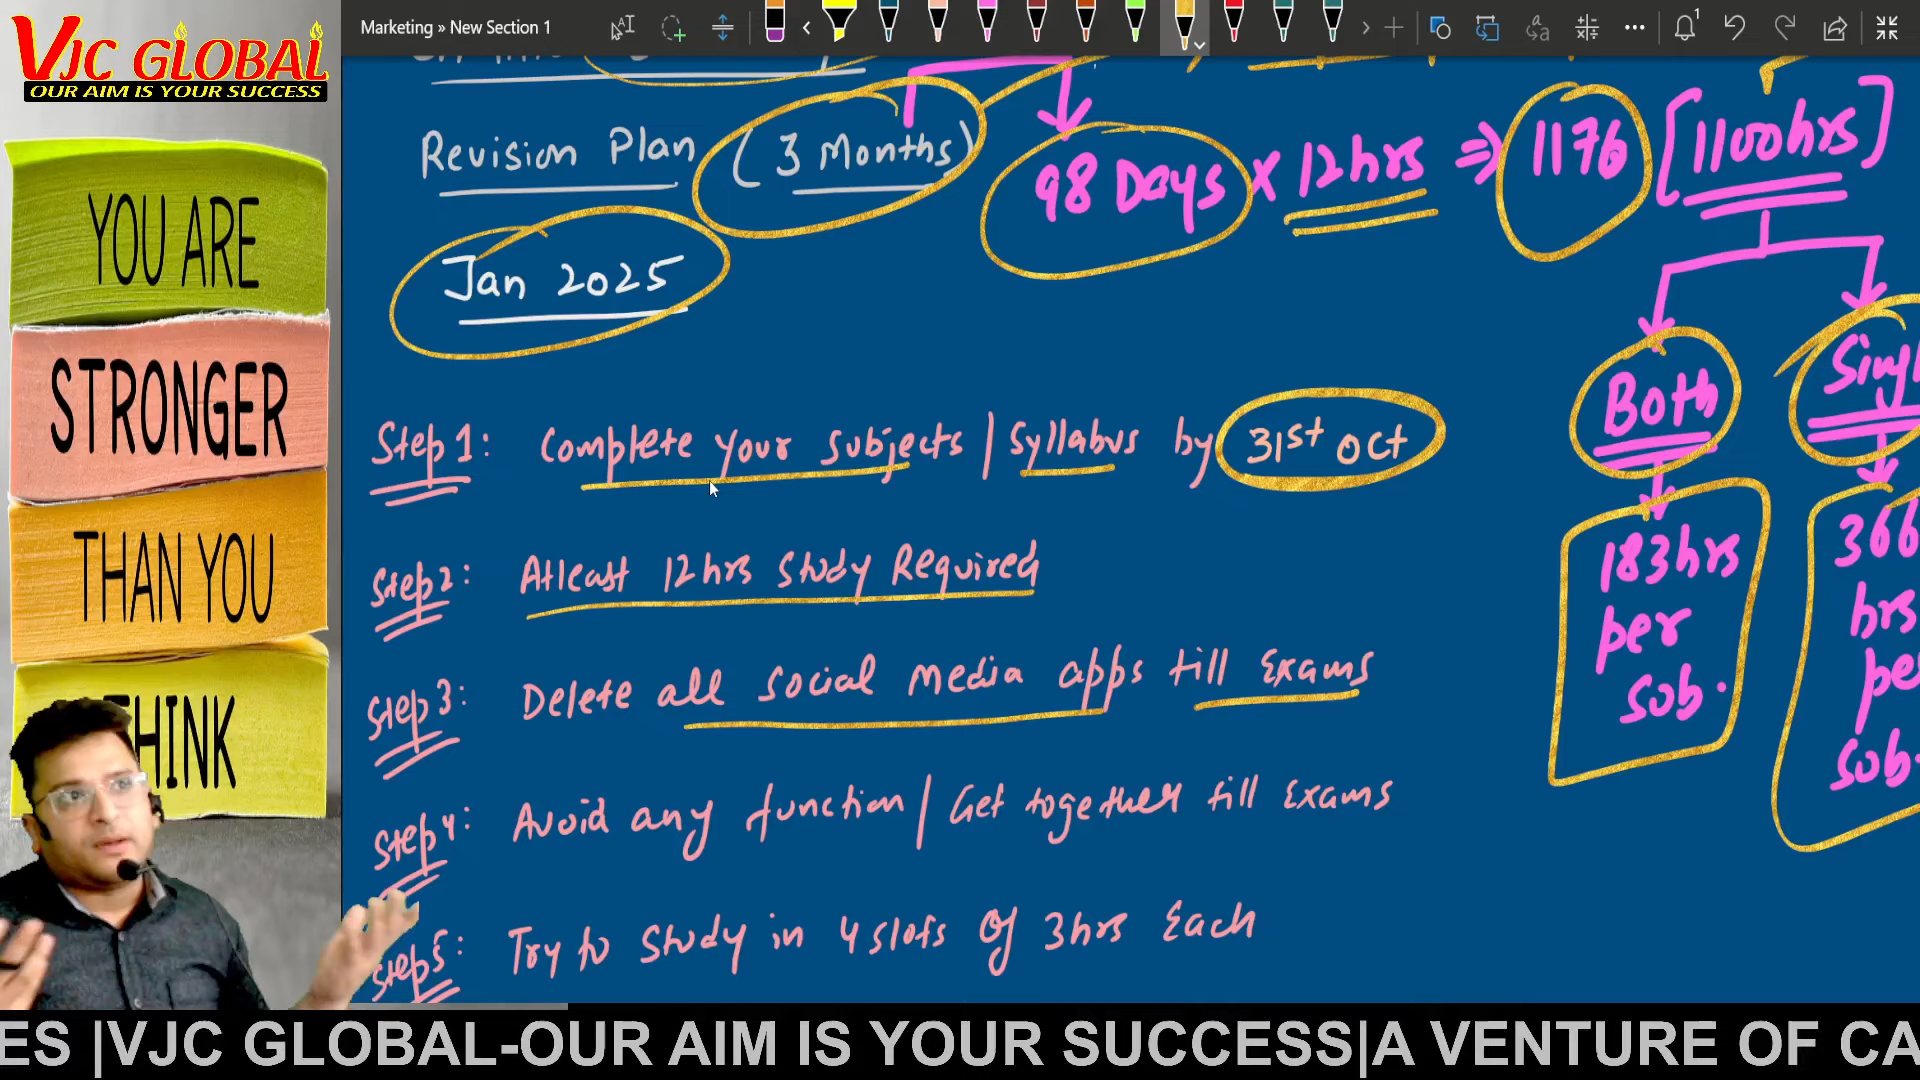 VJC GLOBAL
OUR AIM IS YOUR SUCCESS
Marketing » New Section 1
YOU ARE
STRONGER
THAN YOU
THINK
Revision Plan (3 Months)
98 Days x 12hrs ⇒ 1176 [1100hrs]
Jan 2025
Both
183hrs
per
sub.
366
hrs
sub.
Step 1: Complete your subjects | Syllabus by 31st Oct
Step 2: Atleast 12hrs Study Required
Step 3: Delete all social media apps till Exams
Step 4: Avoid any function / Get together till Exams
Step 5: Try to Study in 4 slots of 3hrs Each
ES |VJC GLOBAL-OUR AIM IS YOUR SUCCESS|A VENTURE OF CA